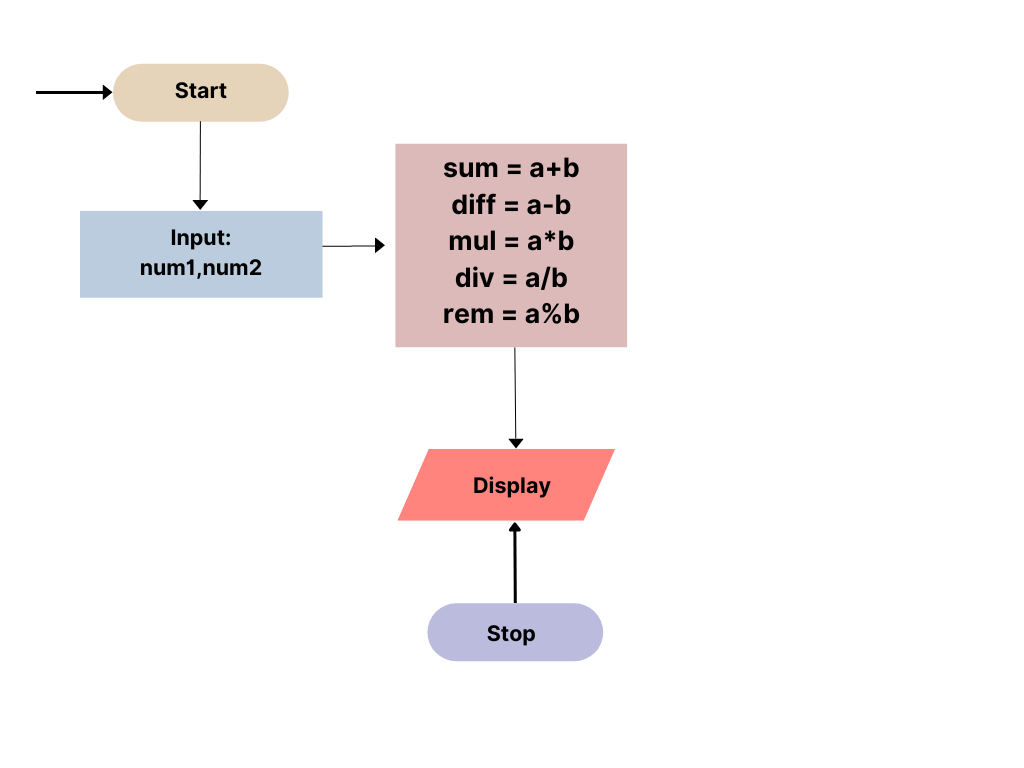 Start
Input:
num1,num2
sum = a+b
diff = a-b
mul = a*b
div = a/b
rem = a%b
Display
Stop